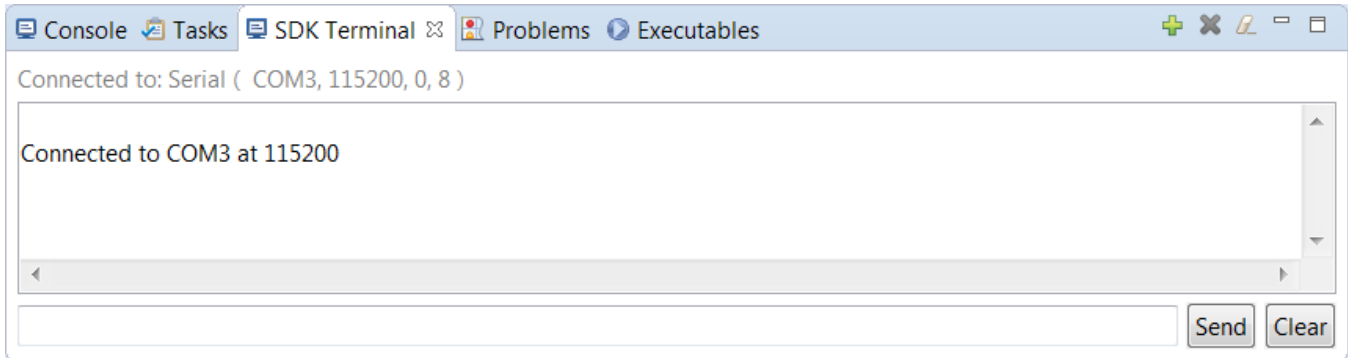 Console Tasks SDK Terminal Problems Executables
Connected to: Serial ( COM3, 115200, 0, 8 )
Connected to COM3 at 115200
Send Clear